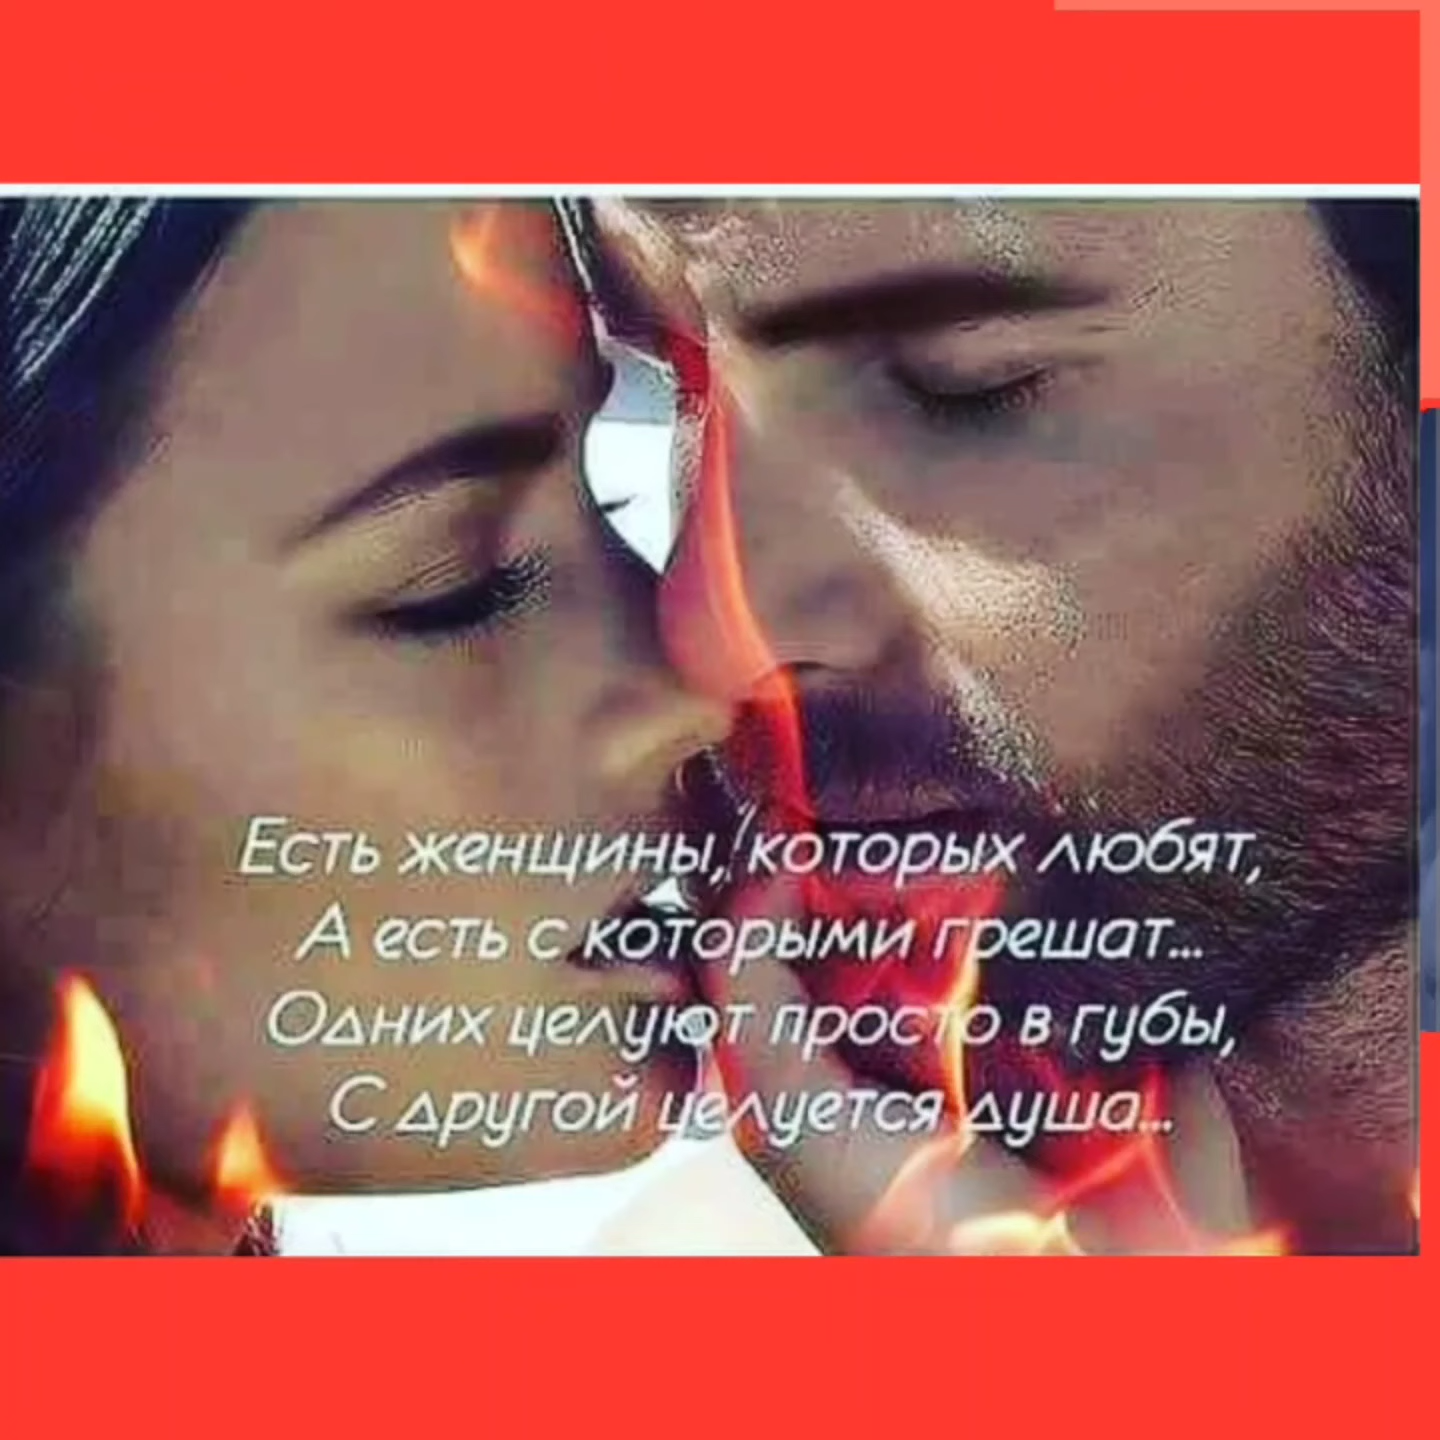 Есть женщины, которых любят,
А есть с которыми грешат...
Одних целуют просто в губы,
С другой целуется душа...